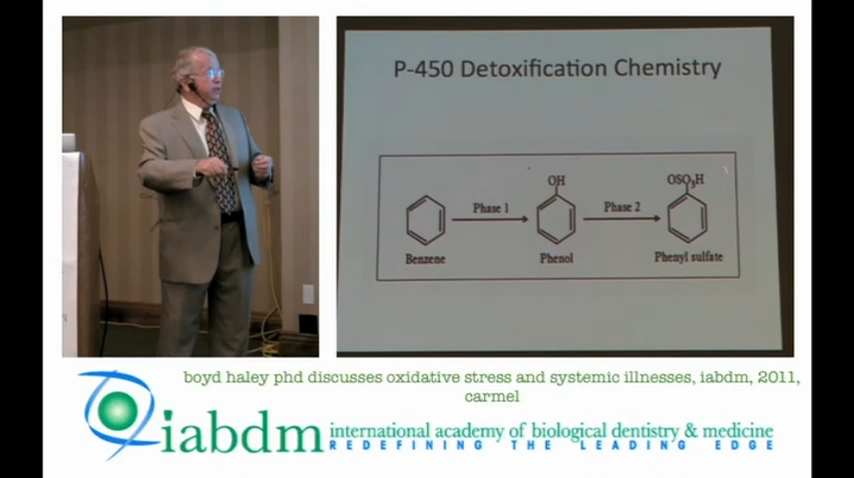 P-450 Detoxification Chemistry
OH
OSO₃H
Phase 1
Phase 2
Benzene
Phenol
Phenyl sulfate
boyd haley phd discusses oxidative stress and systemic illnesses, iabdm, 2011,
carmel
iabdm
international academy of biological dentistry & medicine
REDEFINING THE LEADING EDGE